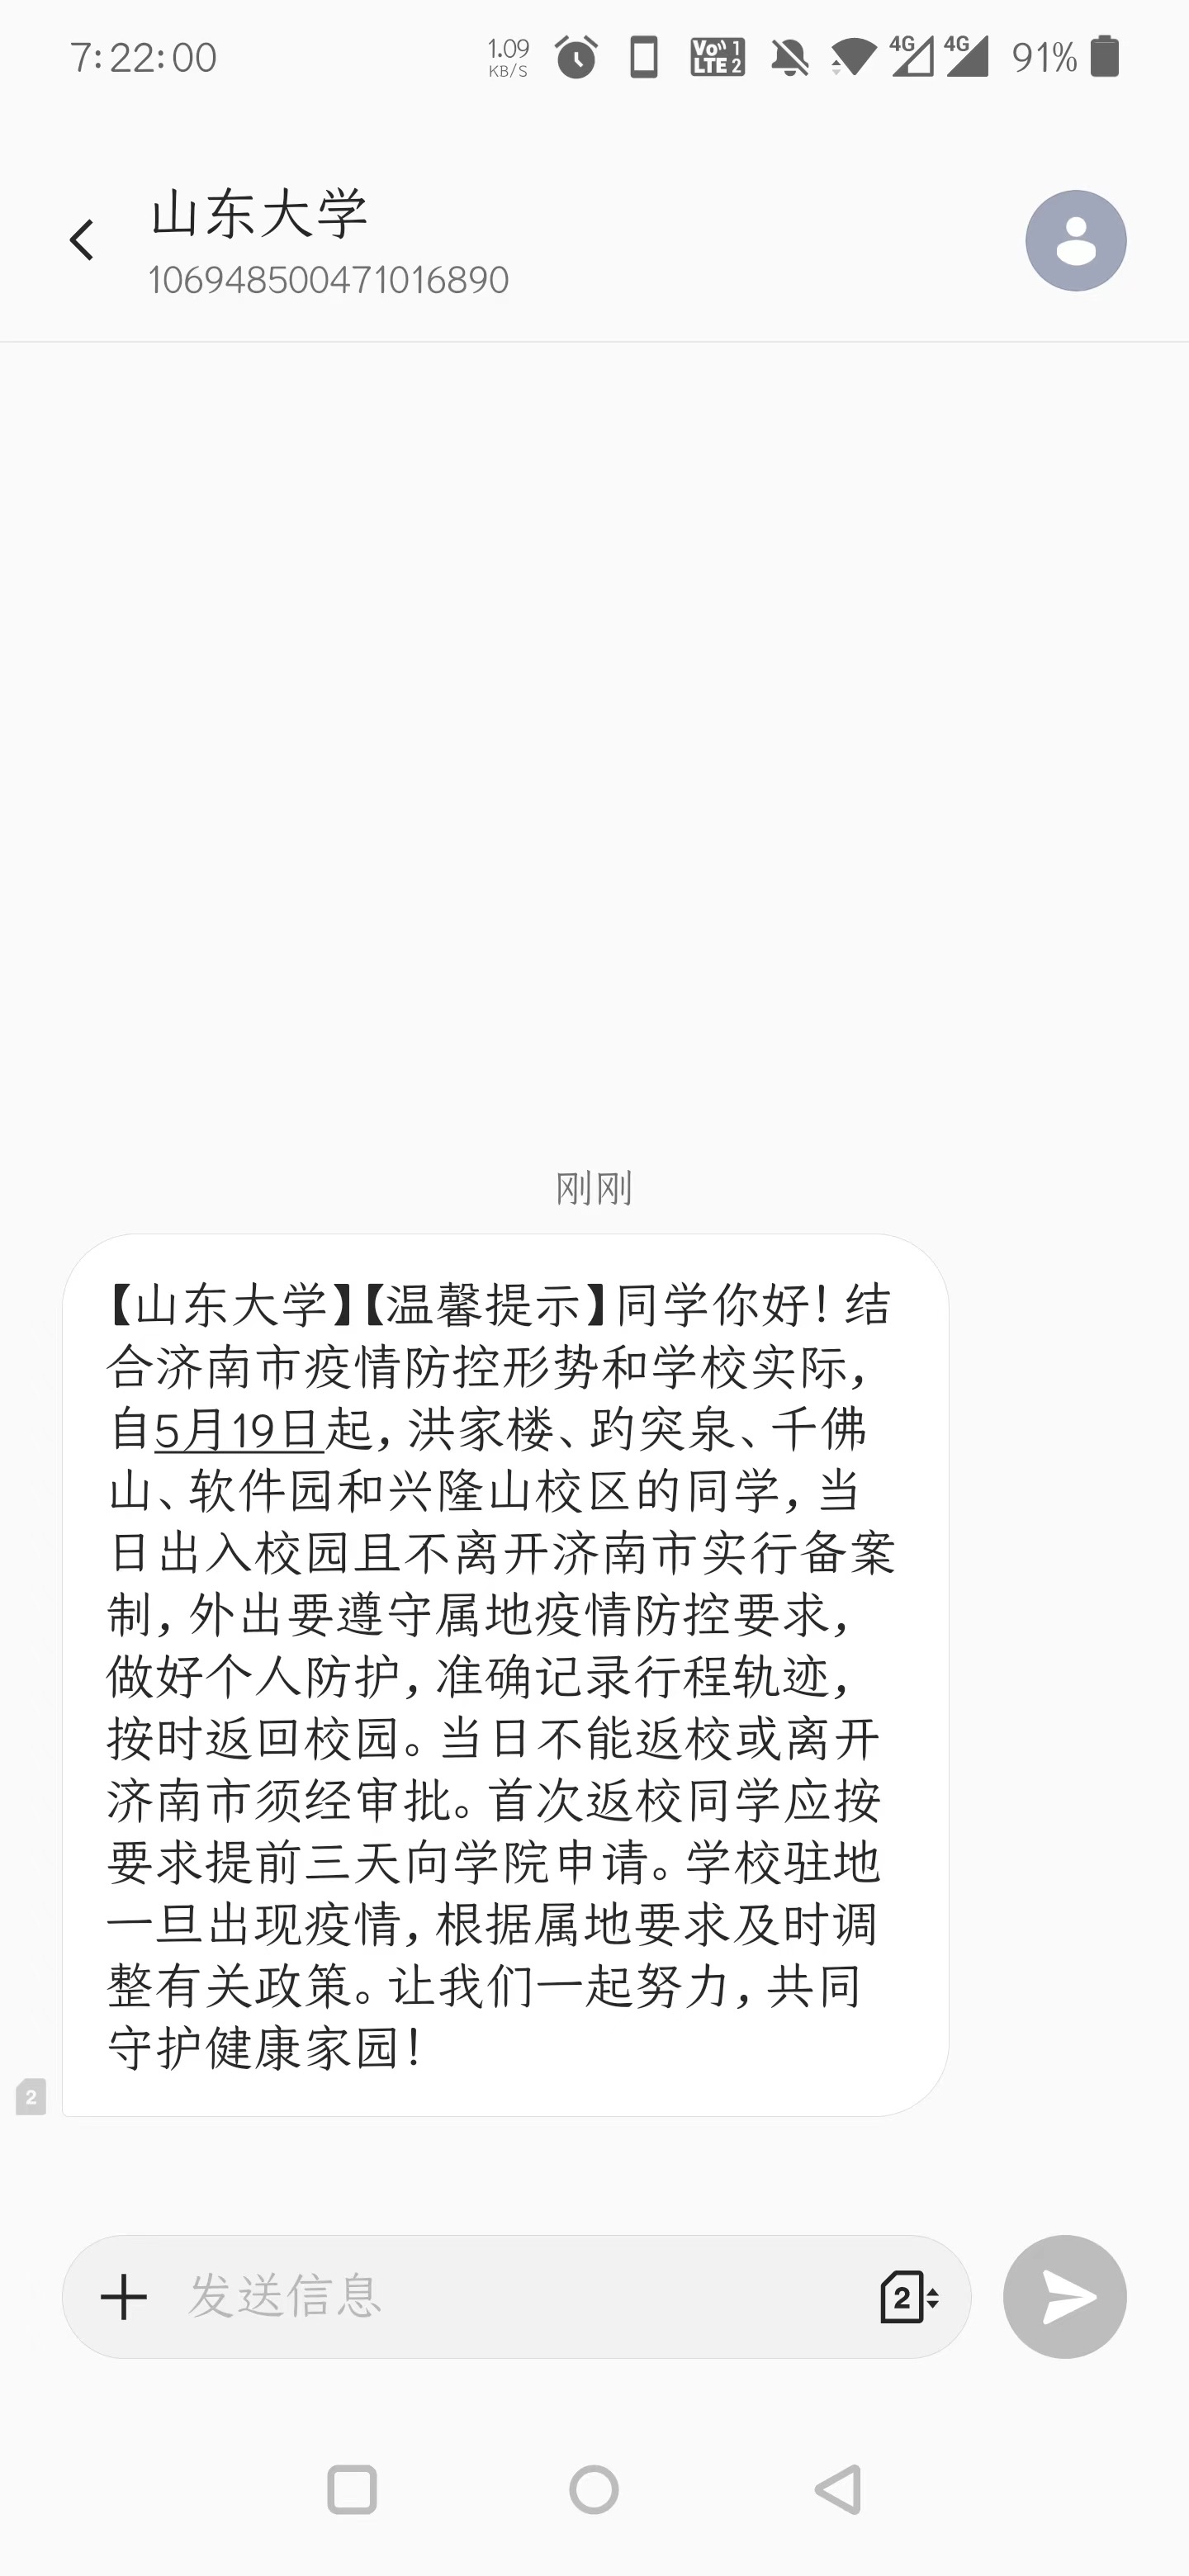 7:22:00
1.09
KB/S
Vo 1
LTE 2
4G
4G
91%
山东大学
106948500471016890
刚刚
【山东大学】【温馨提示】同学你好！结
合济南市疫情防控形势和学校实际，
自5月19日起，洪家楼、趵突泉、千佛
山、软件园和兴隆山校区的同学，当
日出入校园且不离开济南市实行备案
制，外出要遵守属地疫情防控要求，
做好个人防护，准确记录行程轨迹，
按时返回校园。当日不能返校或离开
济南市须经审批。首次返校同学应按
要求提前三天向学院申请。学校驻地
一旦出现疫情，根据属地要求及时调
整有关政策。让我们一起努力，共同
守护健康家园！
2
发送信息
2